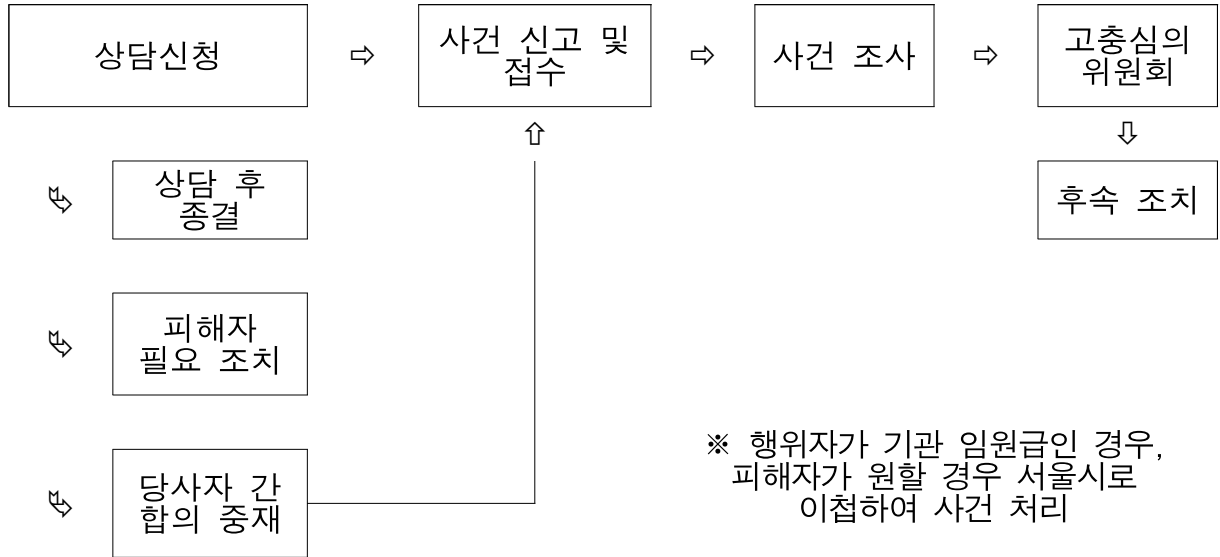 상담신청
사건 신고 및
접수
사건 조사
고충심의
위원회
상담 후
종결
후속 조치
피해자
필요 조치
당사자 간
합의 중재
※ 행위자가 기관 임원급인 경우,
피해자가 원할 경우 서울시로
이첩하여 사건 처리